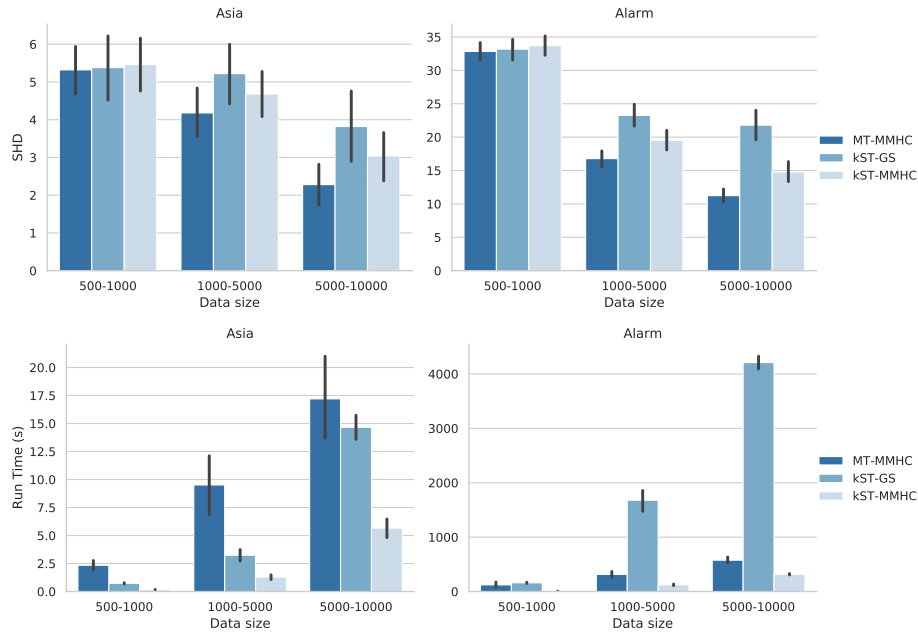 Asia
Alarm
6
5
4
3
2
1
0
SHD
500-1000
1000-5000
5000-10000
Data size
35
30
25
20
15
10
5
0
500-1000
1000-5000
5000-10000
Data size
MT-MMHC
kST-GS
kST-MMHC
Asia
Alarm
20.0
17.5
15.0
12.5
10.0
7.5
5.0
2.5
0.0
Run Time (s)
500-1000
1000-5000
5000-10000
Data size
4000
3000
2000
1000
0
500-1000
1000-5000
5000-10000
Data size
MT-MMHC
kST-GS
kST-MMHC